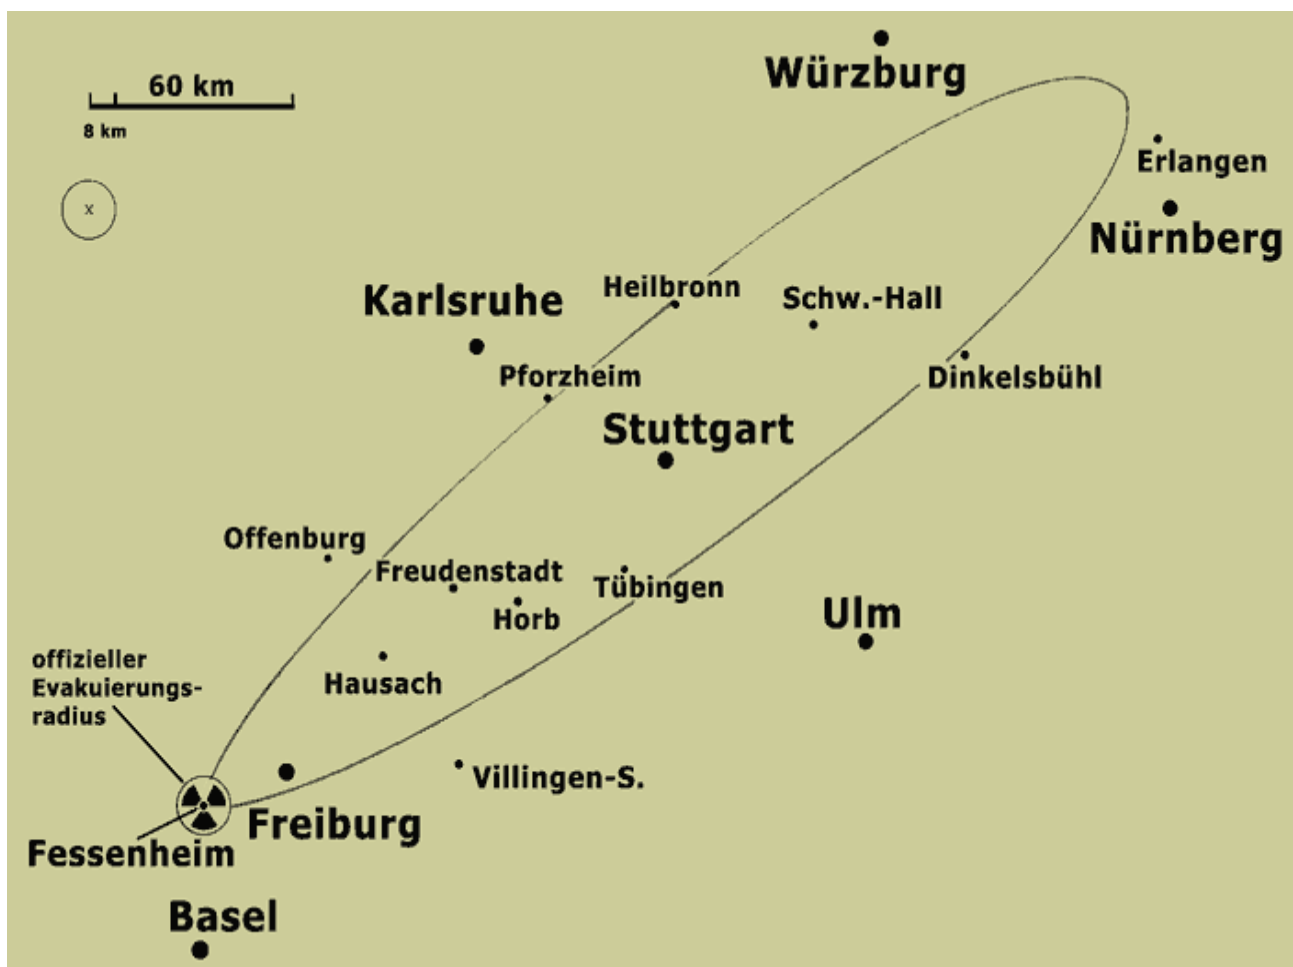 Würzburg
60 km
8 km
Erlangen
x
Nürnberg
Heilbronn
Schw.-Hall
Karlsruhe
Pforzheim
Dinkelsbühl
Stuttgart
Offenburg
Freudenstadt
Tübingen
Horb
Ulm
offizieller
Evakuierungs-
radius
Hausach
Villingen-S.
Freiburg
Fessenheim
Basel